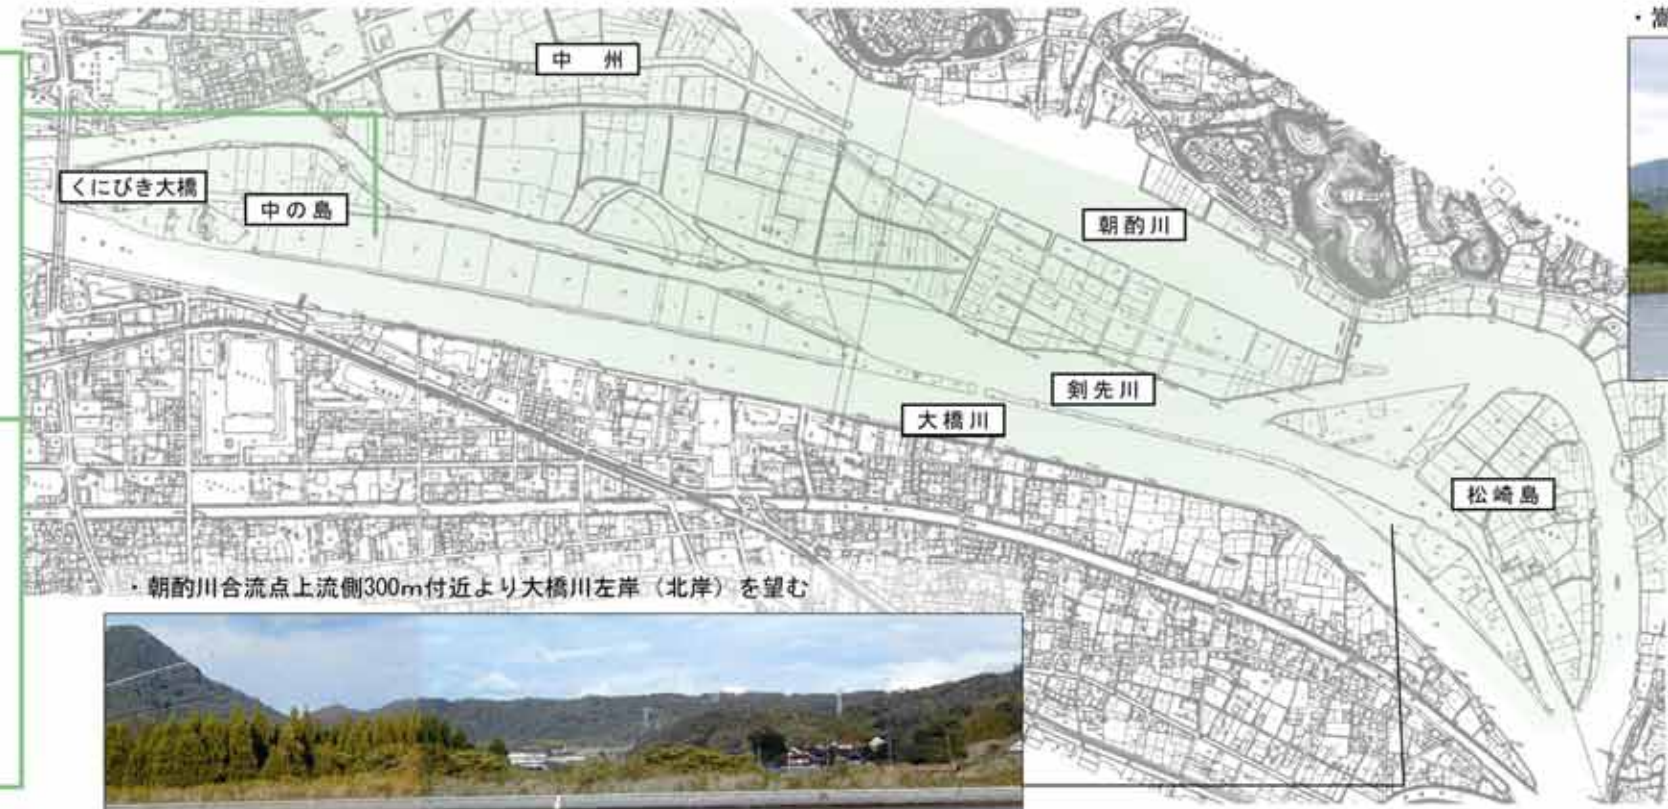 中 州
くにびき大橋
中の島
朝酌川
剣先川
大橋川
松崎島
・朝酌川合流点上流側300m付近より大橋川左岸（北岸）を望む